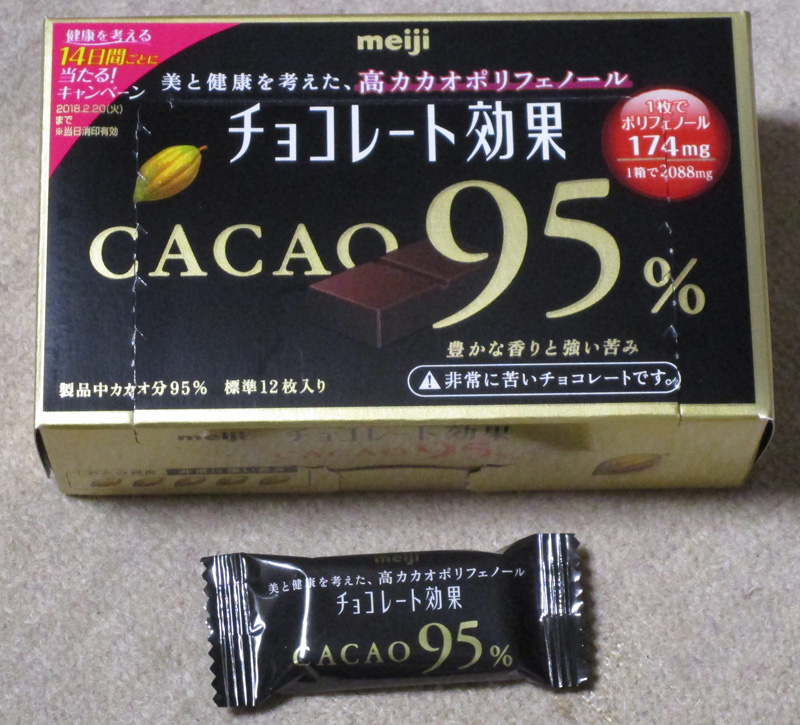 健康を考える
14日間ごとに
当たる!
キャンペーン
2018.2.20(火)
まで
※当日消印有効
meiji
美と健康を考えた、高カカオポリフェノール
チョコレート効果
1枚で
ポリフェノール
174mg
1箱で2088mg
CACAO 95%
豊かな香りと強い苦み
⚠非常に苦いチョコレートです。
製品中カカオ分95% 標準12枚入り
meiji
チョコレート効果
CACAO 95%
meiji
美と健康を考えた、高カカオポリフェノール
チョコレート効果
CACAO 95%